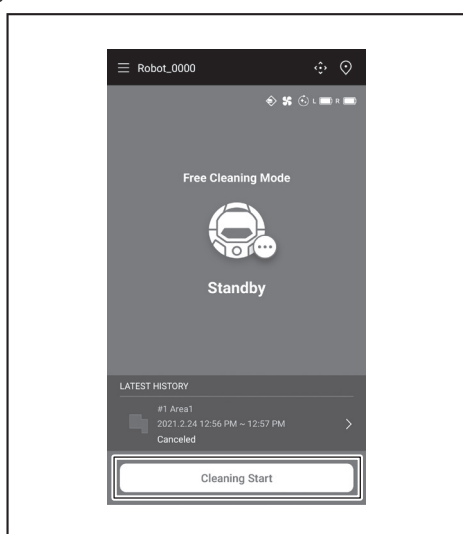 Robot_0000
L R
Free Cleaning Mode
Standby
LATEST HISTORY
#1 Area1
2021.2.24 12:56 PM ~ 12:57 PM
Canceled
Cleaning Start